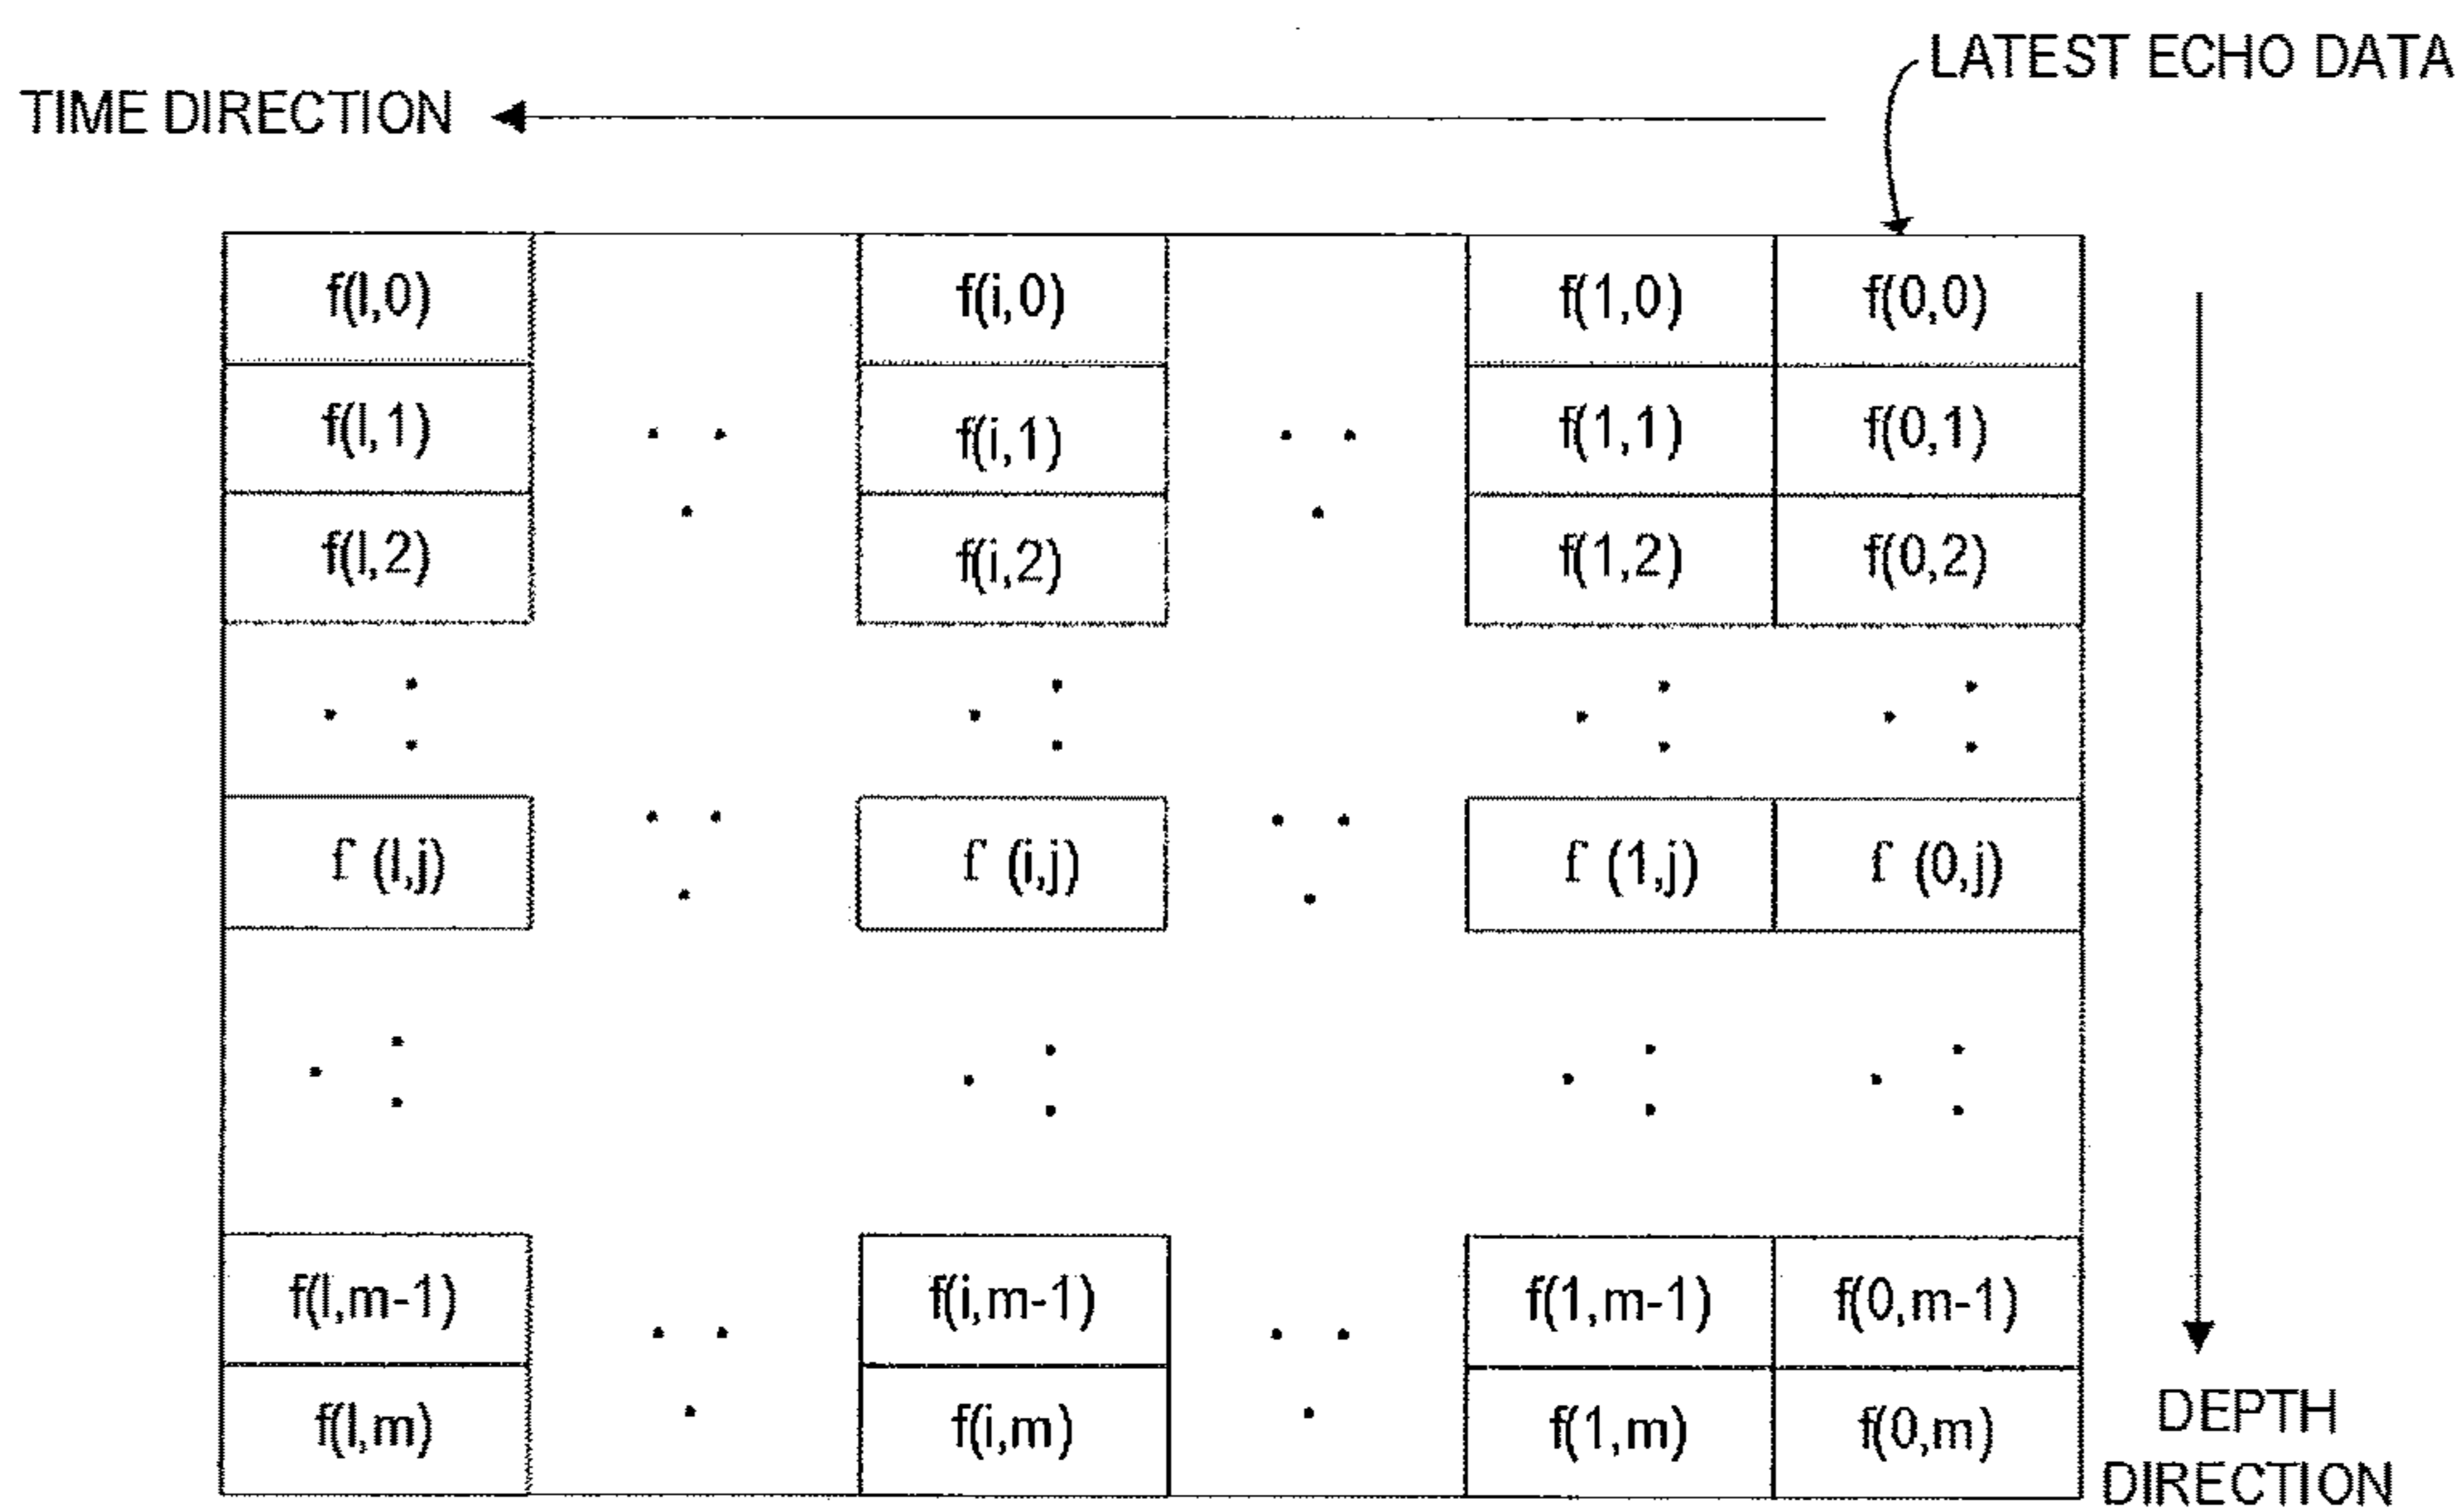 LATEST ECHO DATA
TIME DIRECTION
f(l,0) f(i,0) f(1,0) f(0,0)
f(l,1) f(i,1) f(1,1) f(0,1)
f(l,2) f(i,2) f(1,2) f(0,2)
f (l,j) f (i,j) f (1,j) f (0,j)
f(l,m-1) f(i,m-1) f(1,m-1) f(0,m-1)
f(l,m) f(i,m) f(1,m) f(0,m)
DEPTH
DIRECTION